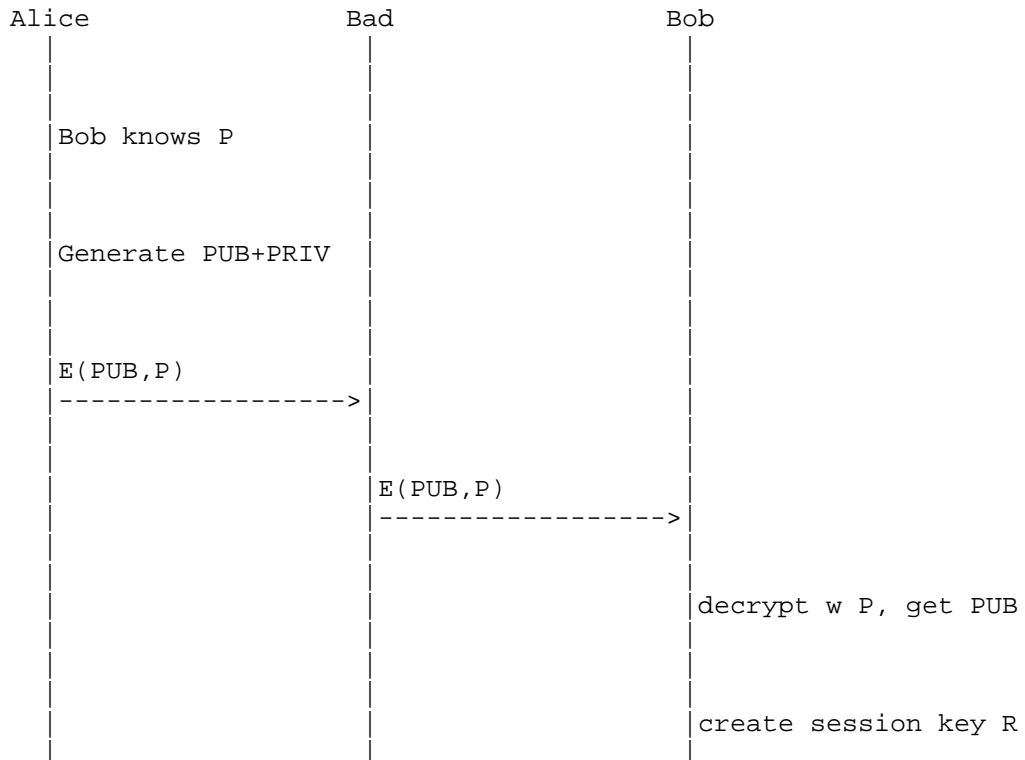 Alice Bad Bob
Bob knows P
Generate PUB+PRIV
E(PUB,P)
------------------>
E(PUB,P)
------------------>
decrypt w P, get PUB
create session key R